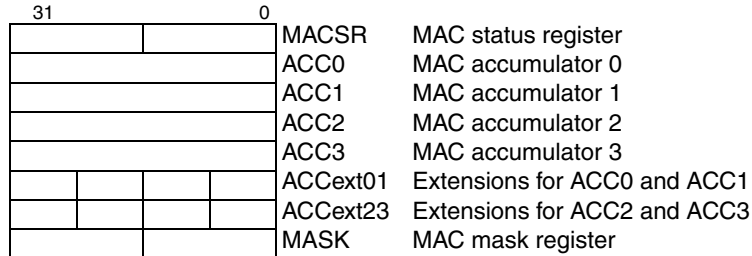 31 0
MACSR MAC status register
ACC0 MAC accumulator 0
ACC1 MAC accumulator 1
ACC2 MAC accumulator 2
ACC3 MAC accumulator 3
ACCext01 Extensions for ACC0 and ACC1
ACCext23 Extensions for ACC2 and ACC3
MASK MAC mask register